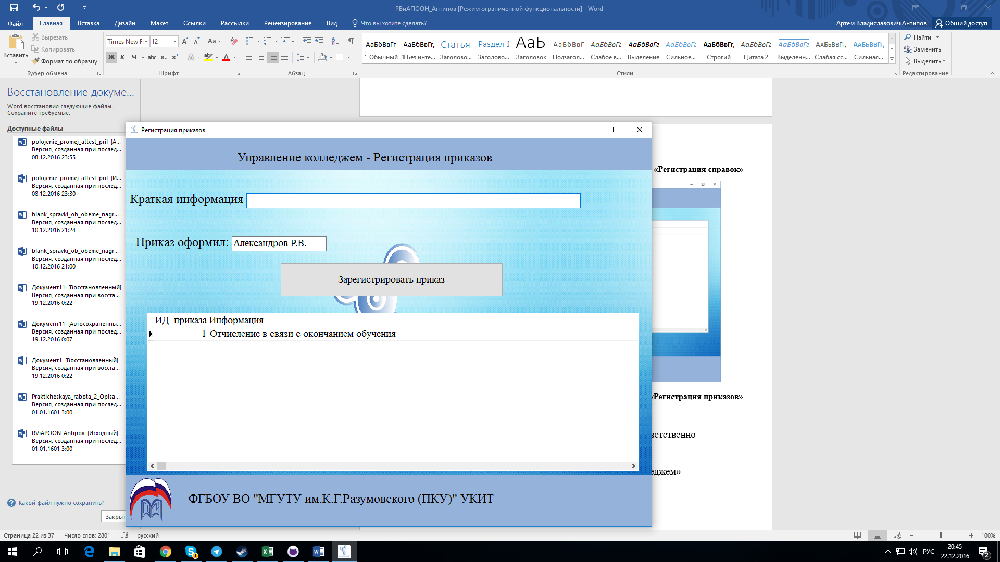 РВиАПООН_Антипов [Режим ограниченной функциональности] - Word
Файл Главная Вставка Дизайн Макет Ссылки Рассылки Рецензирование Вид Что вы хотите сделать? Артем Владиславович Антипов Общий доступ
Вставить
Вырезать
Копировать
Формат по образцу
Буфер обмена
Times New F 12
Шрифт
Абзац
АаБбВвГг, АаБбВвГг, Статья Раздел 1 АаЬ АаБбВвГ АаБбВвГг АаБбВвГг АаБбВвГг АаБбВвГг, АаБбВвГг АаБбВвГг ААБББВВГГД ААБББВВГГ,
¶ Обычный ¶ Без инте... Заголово... Заголово... Заголовок Подзагол... Слабое в... Выделение Сильное... Строгий Цитата 2 Выделенн... Слабая сс... Сильная...
Стили
Найти
Заменить
Выделить
Редактирование
Восстановление докуме...
Word восстановил следующие файлы.
Сохраните требуемые.
Доступные файлы
polojenie_promej_attest_pril [А...
Версия, созданная при послед...
08.12.2016 23:55
polojenie_promej_attest_pril [И...
Версия, созданная при послед...
08.12.2016 23:30
blank_spravki_ob_obeme_nagr... .
Версия, созданная при послед...
10.12.2016 21:24
blank_spravki_ob_obeme_nagr... .
Версия, созданная при послед...
10.12.2016 21:00
Документ11 [Восстановленный]
Версия, созданная при восста...
19.12.2016 0:22
Документ11 [Автосохраненны...
Версия, созданная при послед...
19.12.2016 0:07
Документ1 [Восстановленный]
Версия, созданная при восста...
19.12.2016 0:22
Prakticheskaya_rabota_2_Opisa...
Версия, созданная при послед...
01.01.1601 3:00
RViAPOON_Antipov [Исходный]
Версия, созданная при послед...
01.01.1601 3:00
Какой файл нужно сохранить?
Закрыт
Регистрация приказов
Управление колледжем - Регистрация приказов
Краткая информация
Приказ оформил: Александров Р.В.
Зарегистрировать приказ
ИД_приказа Информация
1 Отчисление в связи с окончанием обучения
ФГБОУ ВО "МГУТУ им.К.Г.Разумовского (ПКУ)" УКИТ
«Регистрация справок»
«Регистрация приказов»
ветственно
еджем»
Страница 22 из 37 Число слов: 2801 русский 100%
РУС
20:45
22.12.2016
2